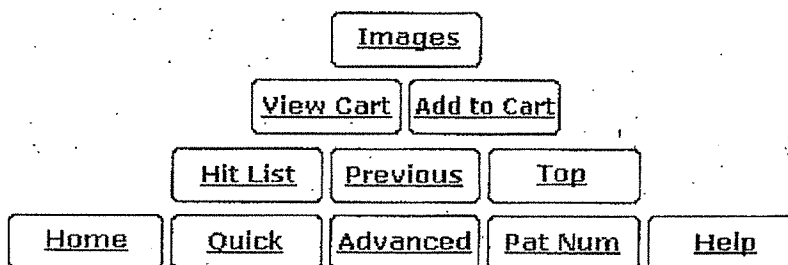 Images
View Cart Add to Cart
Hit List Previous Top
Home Quick Advanced Pat Num Help